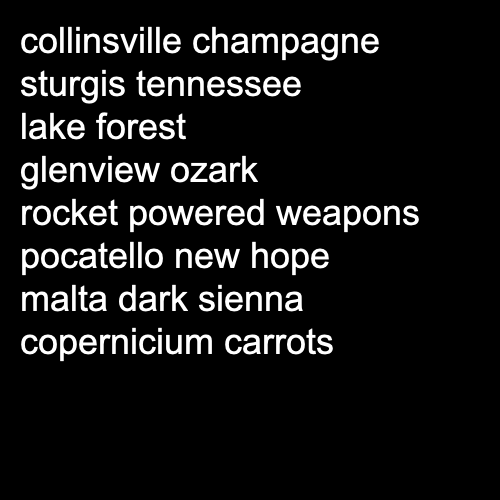 collinsville champagne
sturgis tennessee
lake forest
glenview ozark
rocket powered weapons
pocatello new hope
malta dark sienna
copernicium carrots